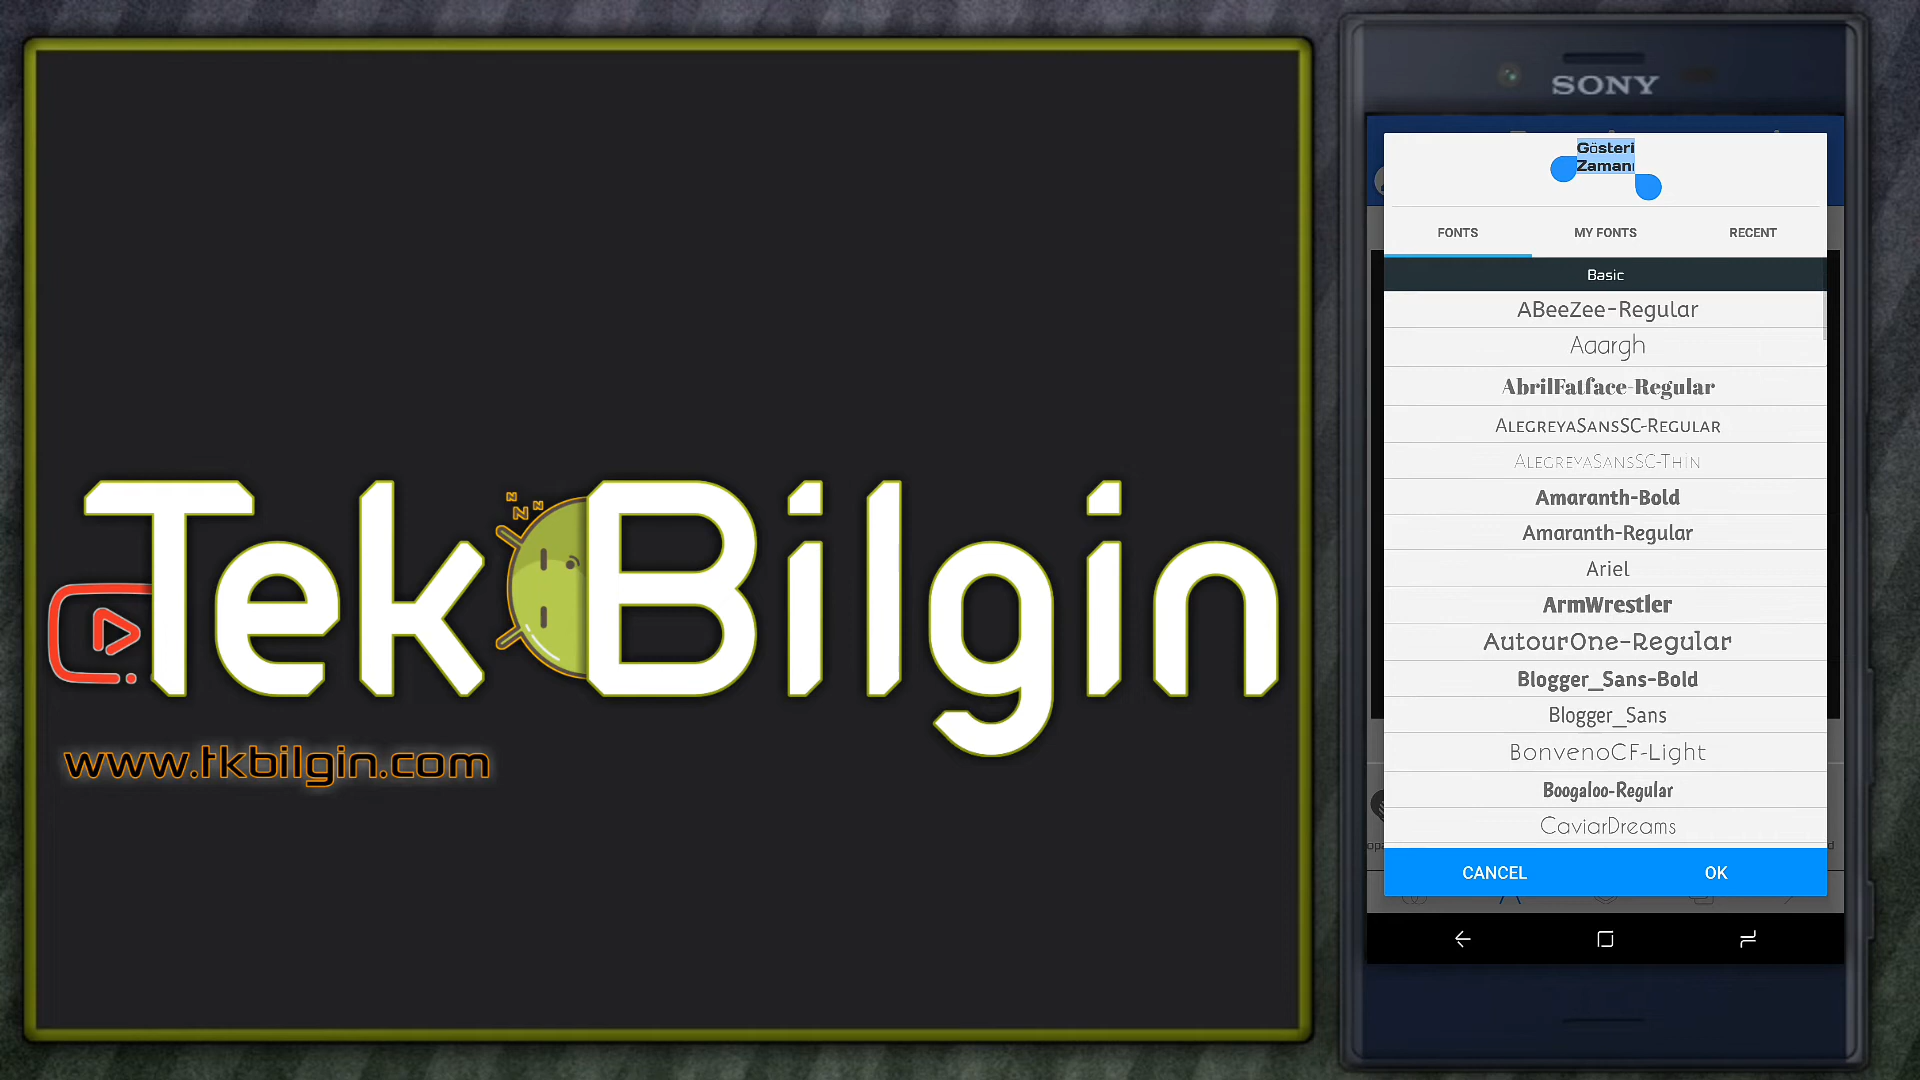 Tek Bilgin
www.tkbilgin.com
N N N
SONY
Gösteri
Zamanı
FONTS MY FONTS RECENT
Basic
ABeeZee-Regular
Aaargh
AbrilFatface-Regular
AlegreyaSansSC-Regular
AlegreyaSansSC-Thin
Amaranth-Bold
Amaranth-Regular
Ariel
ArmWrestler
AutourOne-Regular
Blogger_Sans-Bold
Blogger_Sans
BonvenoCF-Light
Boogaloo-Regular
CaviarDreams
CANCEL OK